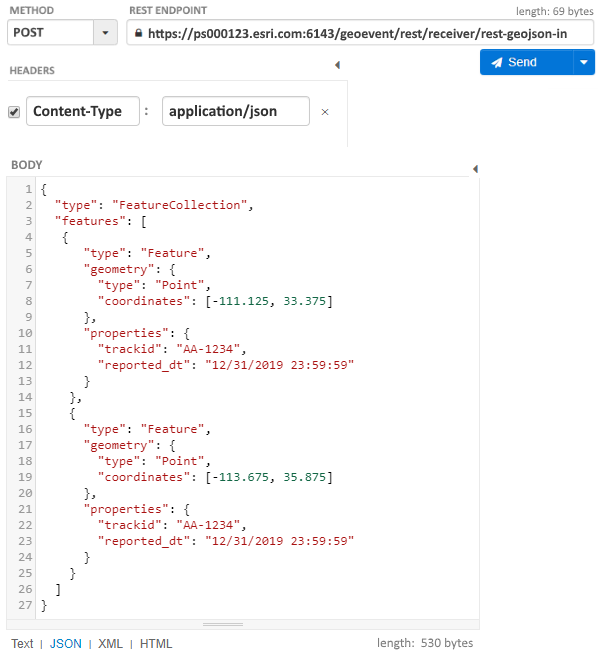 METHOD REST ENDPOINT length: 69 bytes
POST https://ps000123.esri.com:6143/geoevent/rest/receiver/rest-geojson-in
Send
HEADERS
Content-Type : application/json ×
BODY
1 {
2   "type": "FeatureCollection",
3   "features": [
4    {
5       "type": "Feature",
6       "geometry": {
7         "type": "Point",
8         "coordinates": [-111.125, 33.375]
9       },
10       "properties": {
11         "trackid": "AA-1234",
12         "reported_dt": "12/31/2019 23:59:59"
13       }
14     },
15     {
16       "type": "Feature",
17       "geometry": {
18         "type": "Point",
19         "coordinates": [-113.675, 35.875]
20       },
21       "properties": {
22         "trackid": "AA-1234",
23         "reported_dt": "12/31/2019 23:59:59"
24       }
25     }
26   ]
27 }
Text | JSON | XML | HTML length: 530 bytes